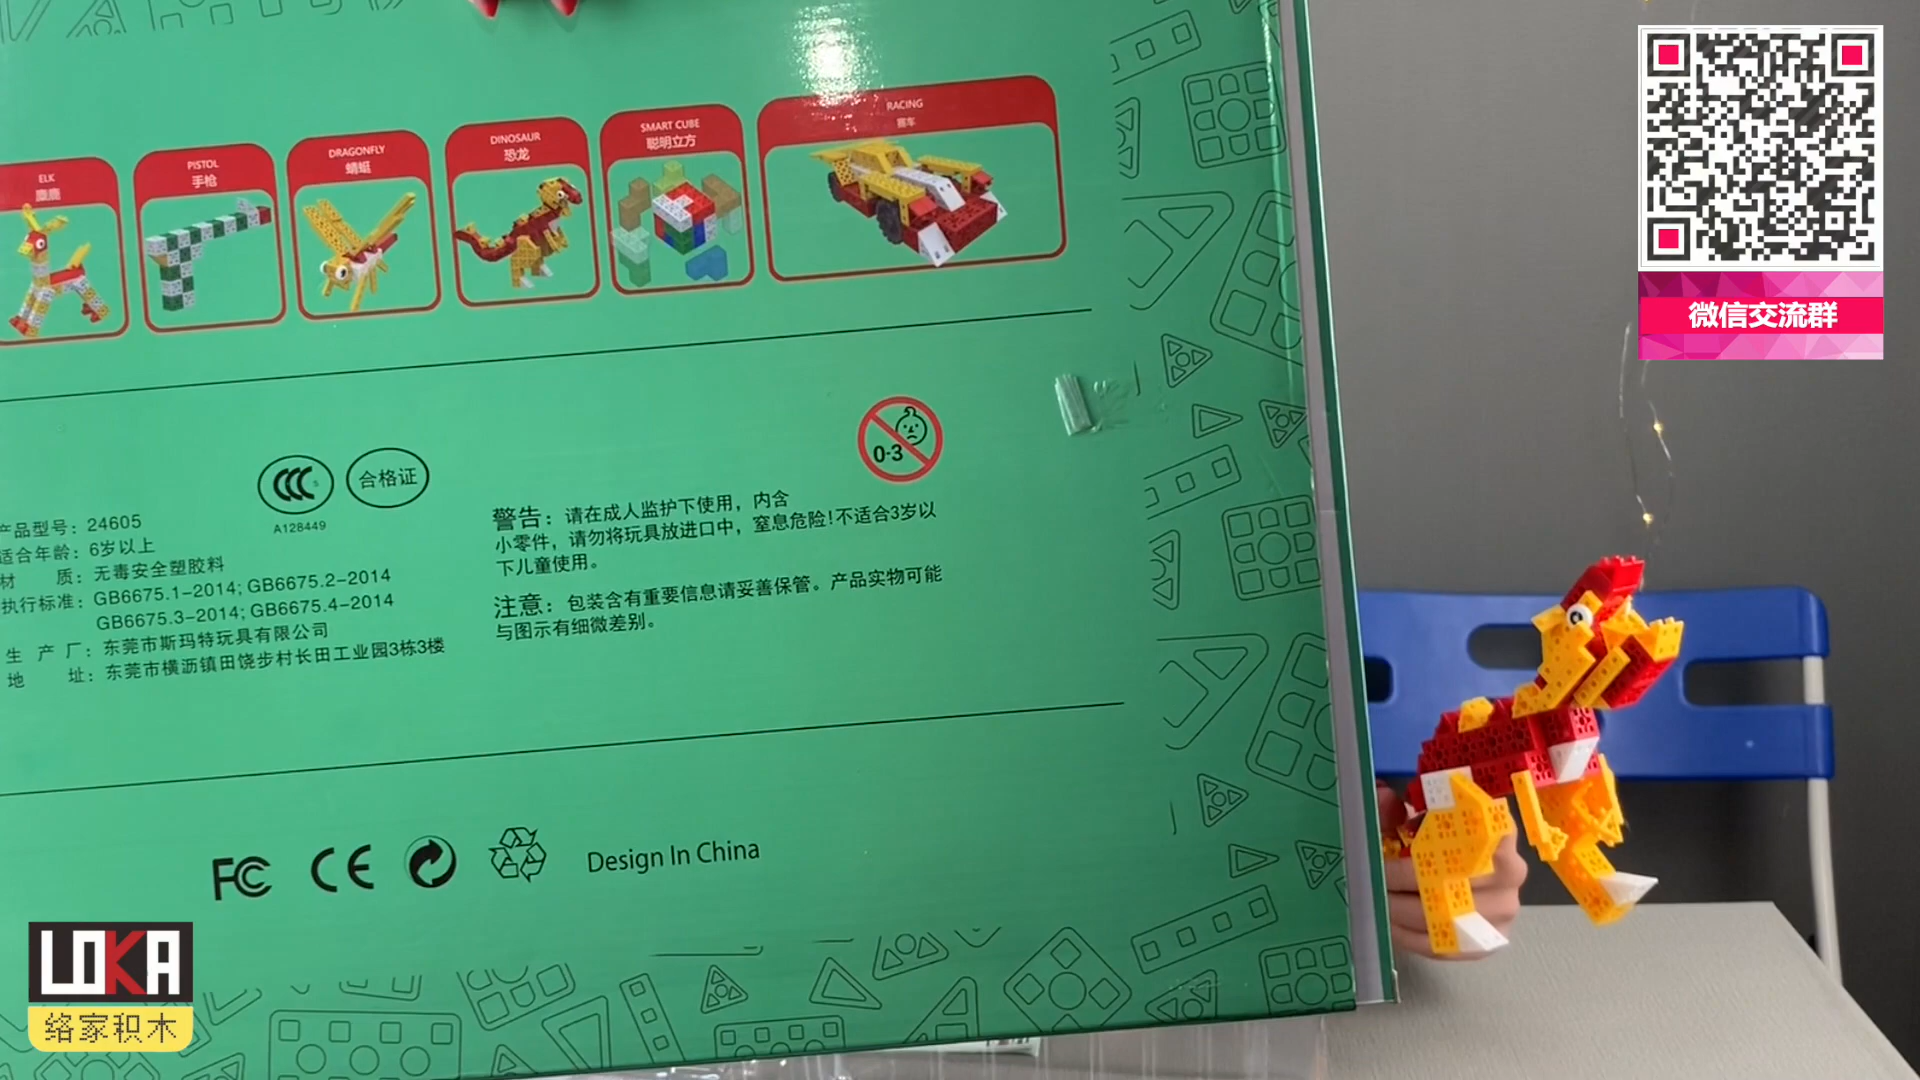 ELK
麋鹿
PISTOL
手枪
DRAGONFLY
蜻蜓
DINOSAUR
恐龙
SMART CUBE
聪明立方
RACING
赛车
微信交流群
产品型号：24605
适合年龄：6岁以上
材 质：无毒安全塑胶料
执行标准：GB6675.1-2014; GB6675.2-2014
GB6675.3-2014; GB6675.4-2014
生 产 厂：东莞市斯玛特玩具有限公司
地 址：东莞市横沥镇田饶步村长田工业园3栋3楼
CCC S
A128449
合格证
0-3
警告：请在成人监护下使用，内含
小零件，请勿将玩具放进口中，窒息危险!不适合3岁以
下儿童使用。
注意：包装含有重要信息请妥善保管。产品实物可能
与图示有细微差别。
FC CE Design In China
LOKA
络家积木